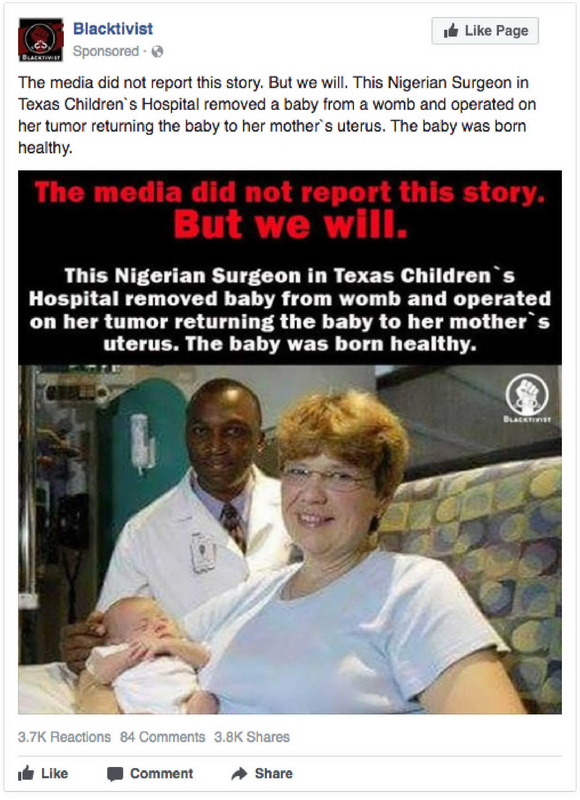 Blacktivist
Sponsored ·
Like Page
BLACKTIVIST
The media did not report this story. But we will. This Nigerian Surgeon in
Texas Children`s Hospital removed a baby from a womb and operated on
her tumor returning the baby to her mother`s uterus. The baby was born
healthy.
The media did not report this story.
But we will.
This Nigerian Surgeon in Texas Children`s
Hospital removed baby from womb and operated
on her tumor returning the baby to her mother`s
uterus. The baby was born healthy.
BLACKTIVIST
3.7K Reactions 84 Comments 3.8K Shares
Like Comment Share